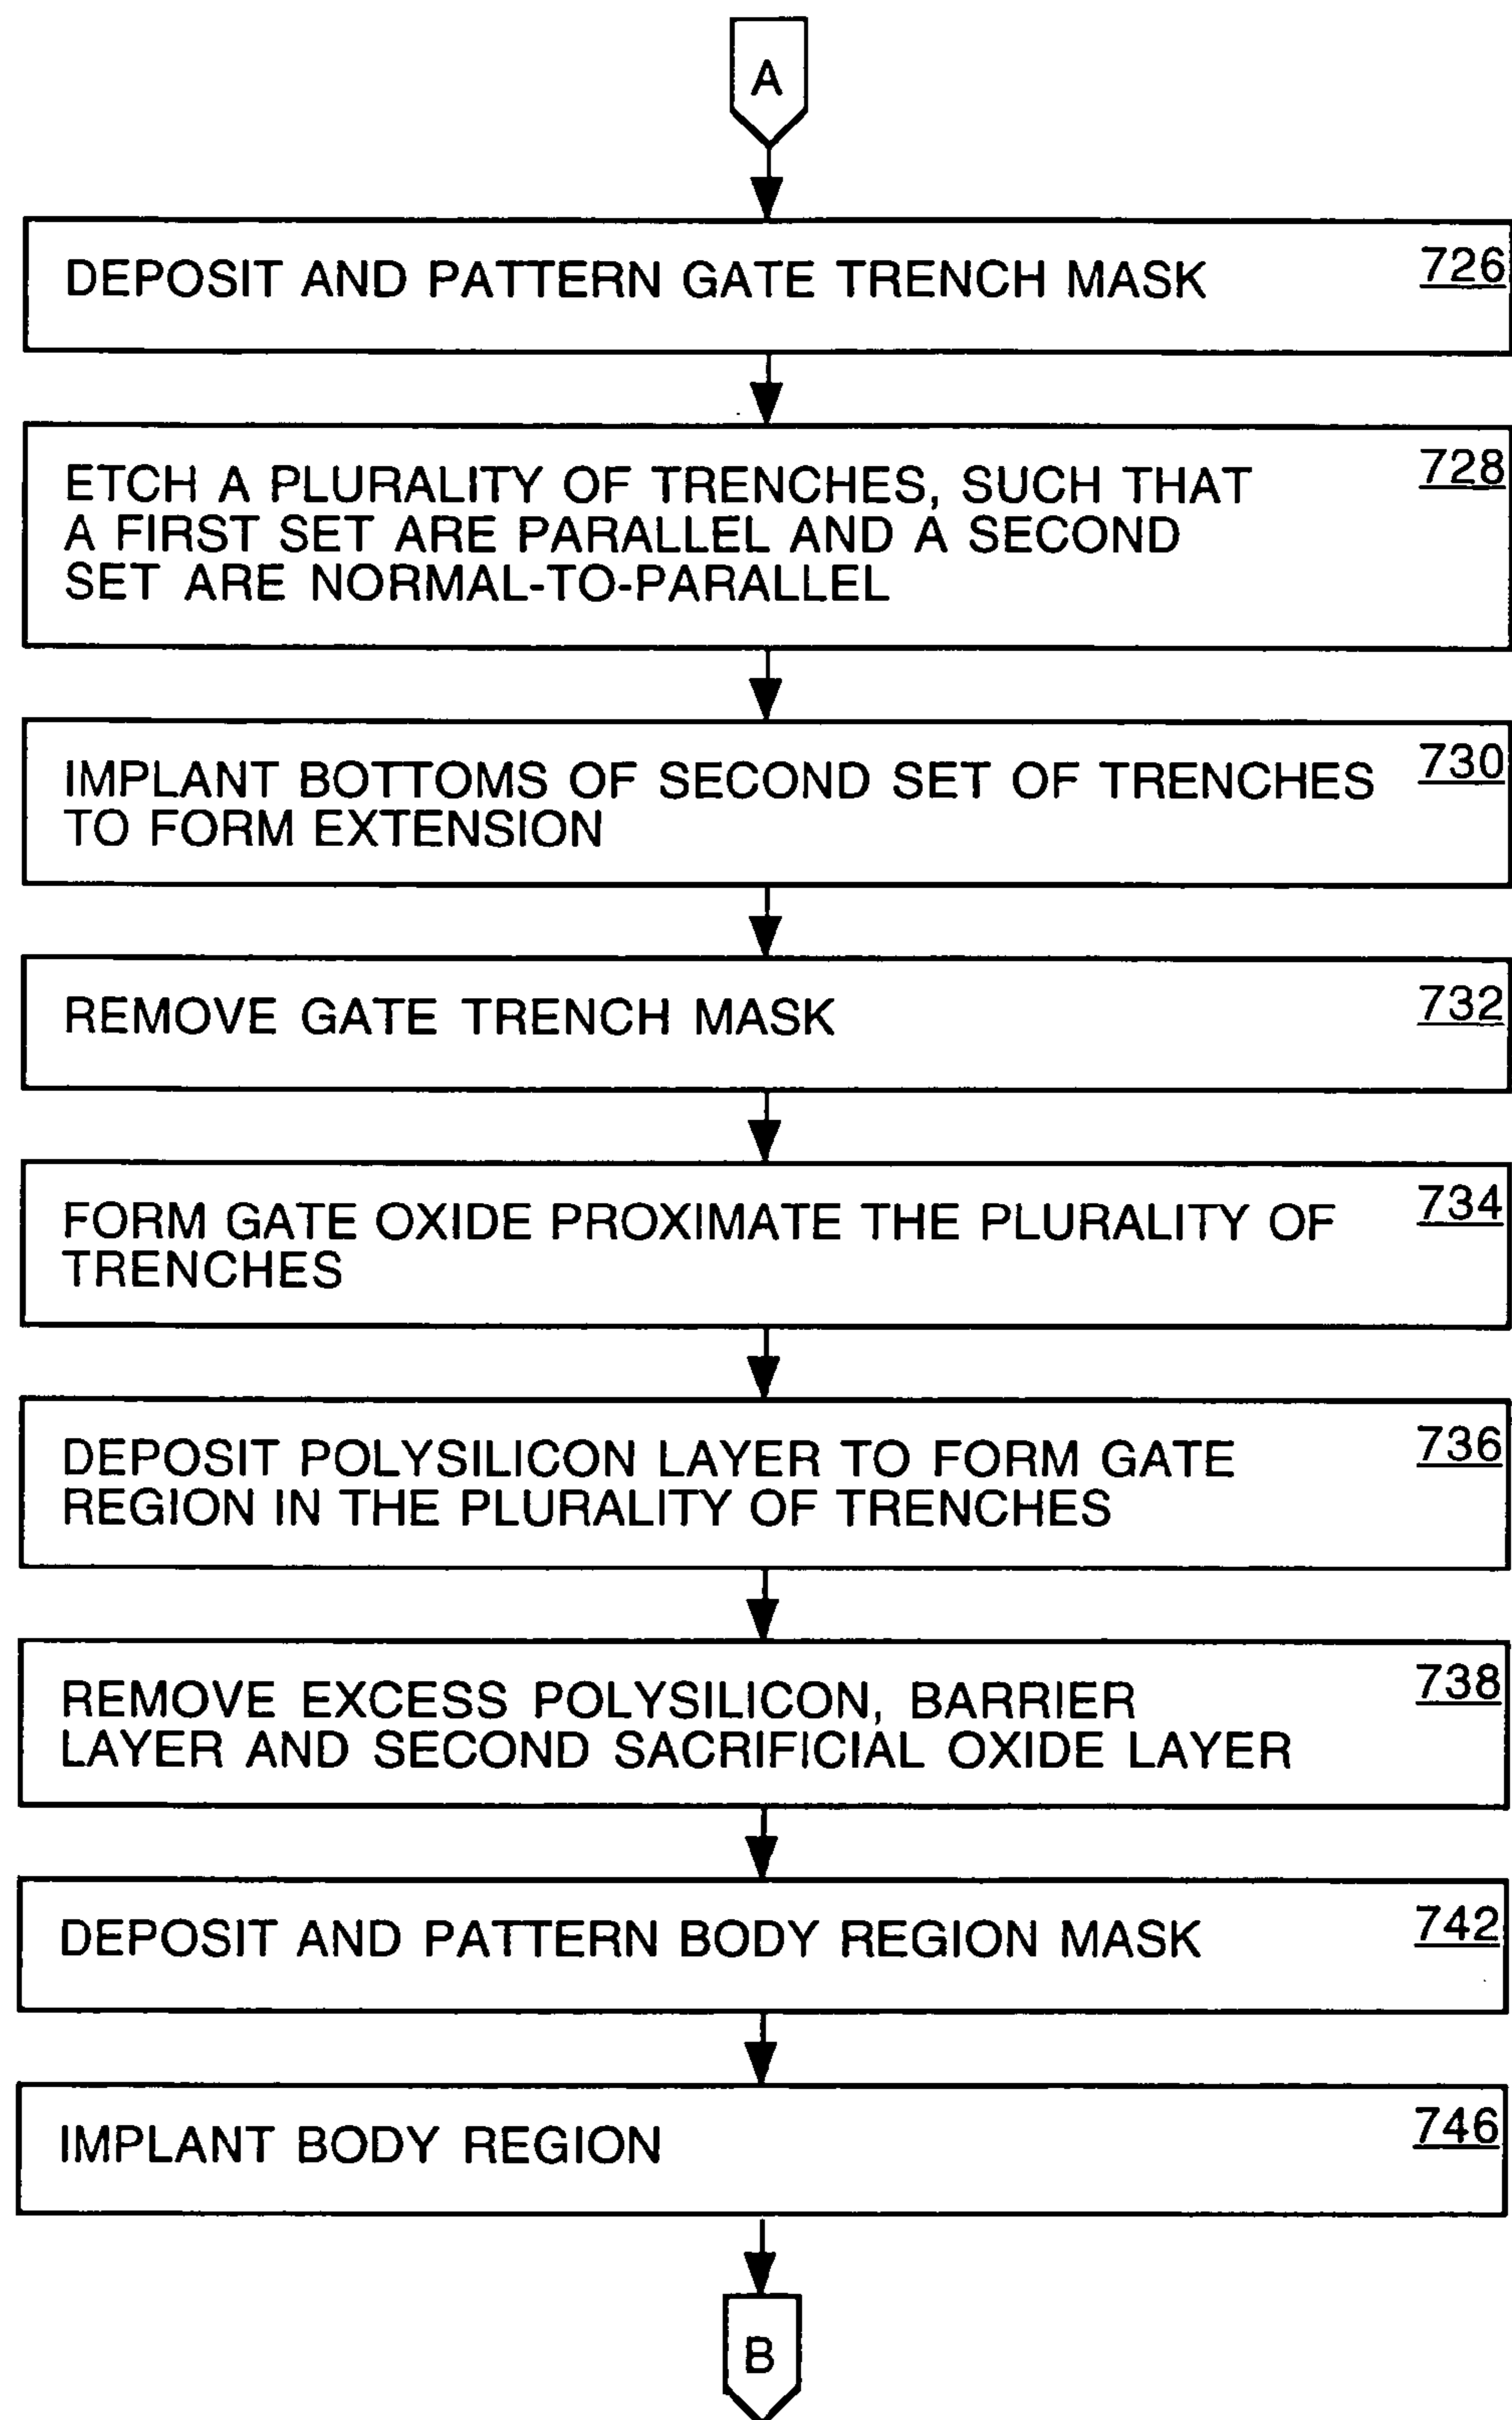 A
DEPOSIT AND PATTERN GATE TRENCH MASK
726
ETCH A PLURALITY OF TRENCHES, SUCH THAT
A FIRST SET ARE PARALLEL AND A SECOND
SET ARE NORMAL-TO-PARALLEL
728
IMPLANT BOTTOMS OF SECOND SET OF TRENCHES
TO FORM EXTENSION
730
REMOVE GATE TRENCH MASK
732
FORM GATE OXIDE PROXIMATE THE PLURALITY OF
TRENCHES
734
DEPOSIT POLYSILICON LAYER TO FORM GATE
REGION IN THE PLURALITY OF TRENCHES
736
REMOVE EXCESS POLYSILICON, BARRIER
LAYER AND SECOND SACRIFICIAL OXIDE LAYER
738
DEPOSIT AND PATTERN BODY REGION MASK
742
IMPLANT BODY REGION
746
B